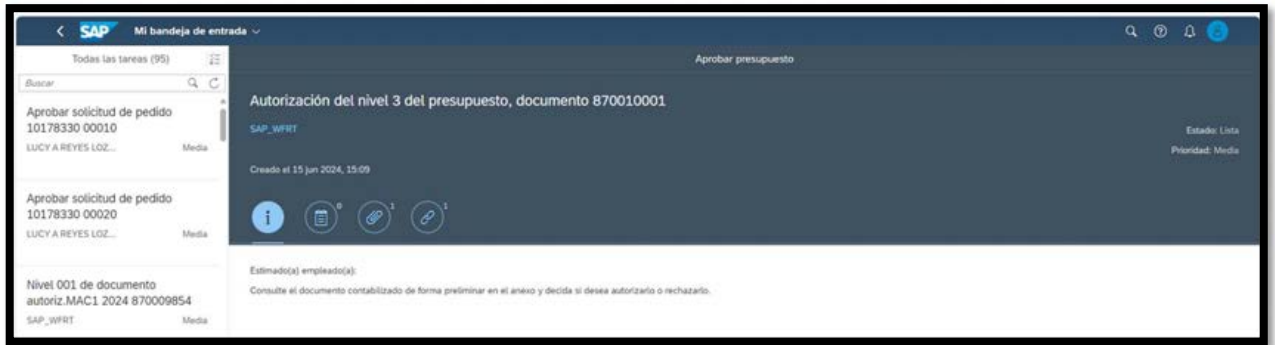 SAP Mi bandeja de entrada
Todas las tareas (95)
Aprobar presupuesto
Buscar
Aprobar solicitud de pedido
10178330 00010
LUCY A REYES LOZ... Media
Aprobar solicitud de pedido
10178330 00020
LUCY A REYES LOZ... Media
Nivel 001 de documento
autoriz.MAC1 2024 870009854
SAP_WFRT Media
Autorización del nivel 3 del presupuesto, documento 870010001
SAP_WFRT
Estado: Lista
Prioridad: Media
Creado el 15 jun 2024, 15:09
i 0 1 1
Estimado(a) empleado(a):
Consulte el documento contabilizado de forma preliminar en el anexo y decida si desea autorizarlo o rechazarlo.